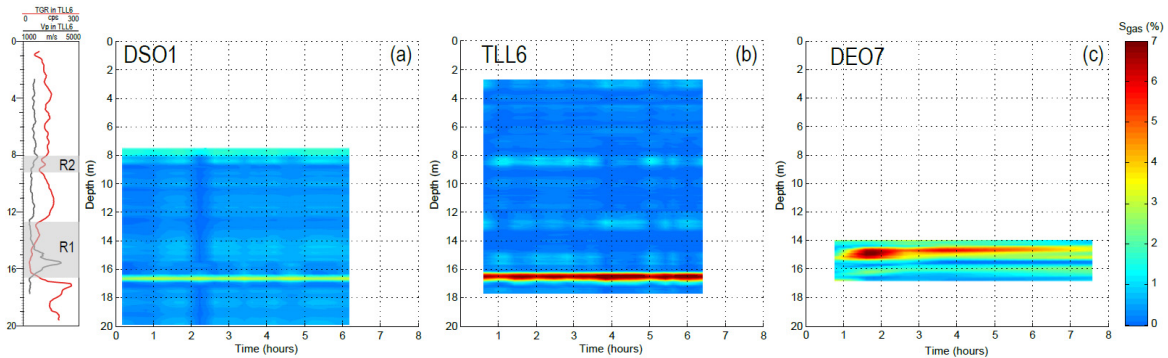 TGR in TLL6
0 cps 300
Vp in TLL6
1000 m/s 5000
0
4
8
12
16
20
R2
R1
DSO1 (a)
Depth (m)
0
2
4
6
8
10
12
14
16
18
20
0 1 2 3 4 5 6 7 8
Time (hours)
TLL6 (b)
Depth (m)
0
2
4
6
8
10
12
14
16
18
20
0 1 2 3 4 5 6 7 8
Time (hours)
DEO7 (c)
Depth (m)
0
2
4
6
8
10
12
14
16
18
20
0 1 2 3 4 5 6 7 8
Time (hours)
Sgas (%)
7
6
5
4
3
2
1
0